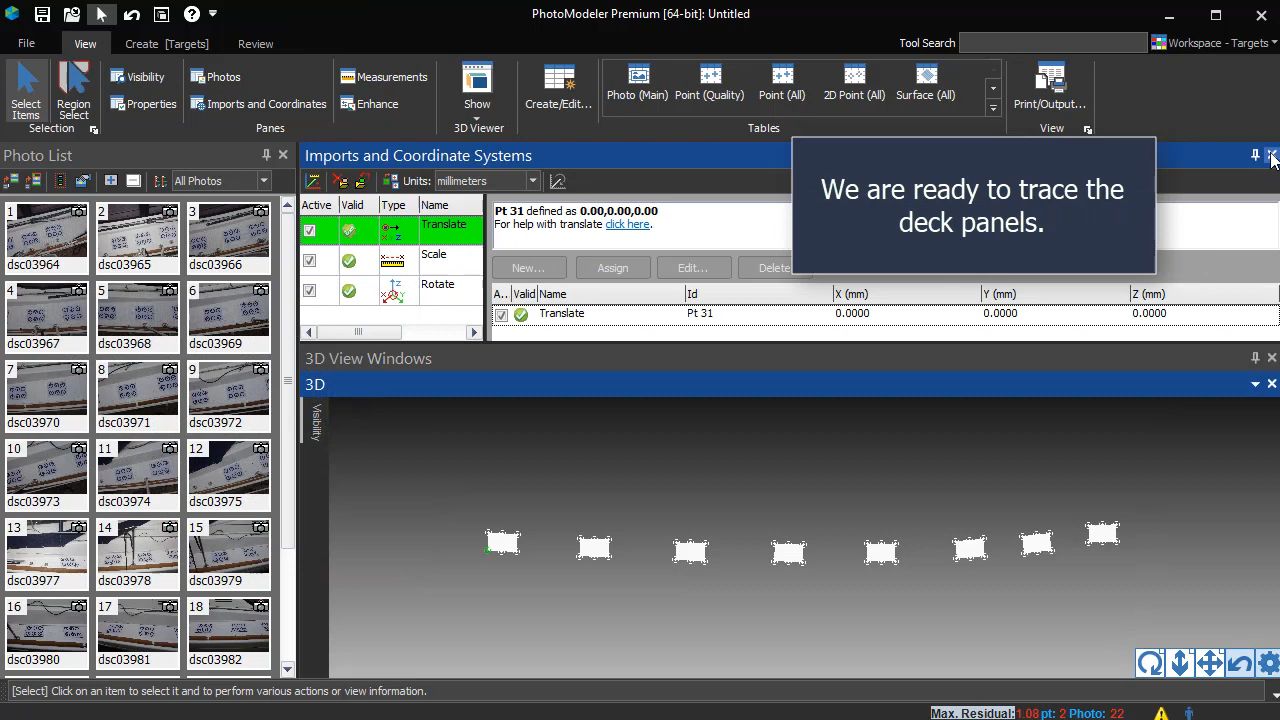 PhotoModeler Premium [64-bit]: Untitled
File
View
Create [Targets]
Review
Tool Search
Workspace - Targets
Select Items
Region Select
Selection
Visibility
Properties
Photos
Imports and Coordinates
Panes
Measurements
Enhance
Show
3D Viewer
Create/Edit...
Photo (Main)
Point (Quality)
Point (All)
2D Point (All)
Surface (All)
Tables
Print/Output...
View
Photo List
Imports and Coordinate Systems
We are ready to trace the
deck panels.
All Photos
Units:
millimeters
Active
Valid
Type
Name
Translate
Scale
Rotate
Pt 31 defined as 0.00,0.00,0.00
For help with translate click here.
New...
Assign
Edit...
Delete
A.. Valid Name Id X (mm) Y (mm) Z (mm)
Translate Pt 31 0.0000 0.0000 0.0000
3D View Windows
3D
Visibility
1 2 3
dsc03964 dsc03965 dsc03966
4 5 6
dsc03967 dsc03968 dsc03969
7 8 9
dsc03970 dsc03971 dsc03972
10 11 12
dsc03973 dsc03974 dsc03975
13 14 15
dsc03977 dsc03978 dsc03979
16 17 18
dsc03980 dsc03981 dsc03982
[Select] Click on an item to select it and to perform various actions or view information.
Max. Residual: 1.08 pt: 2 Photo: 22